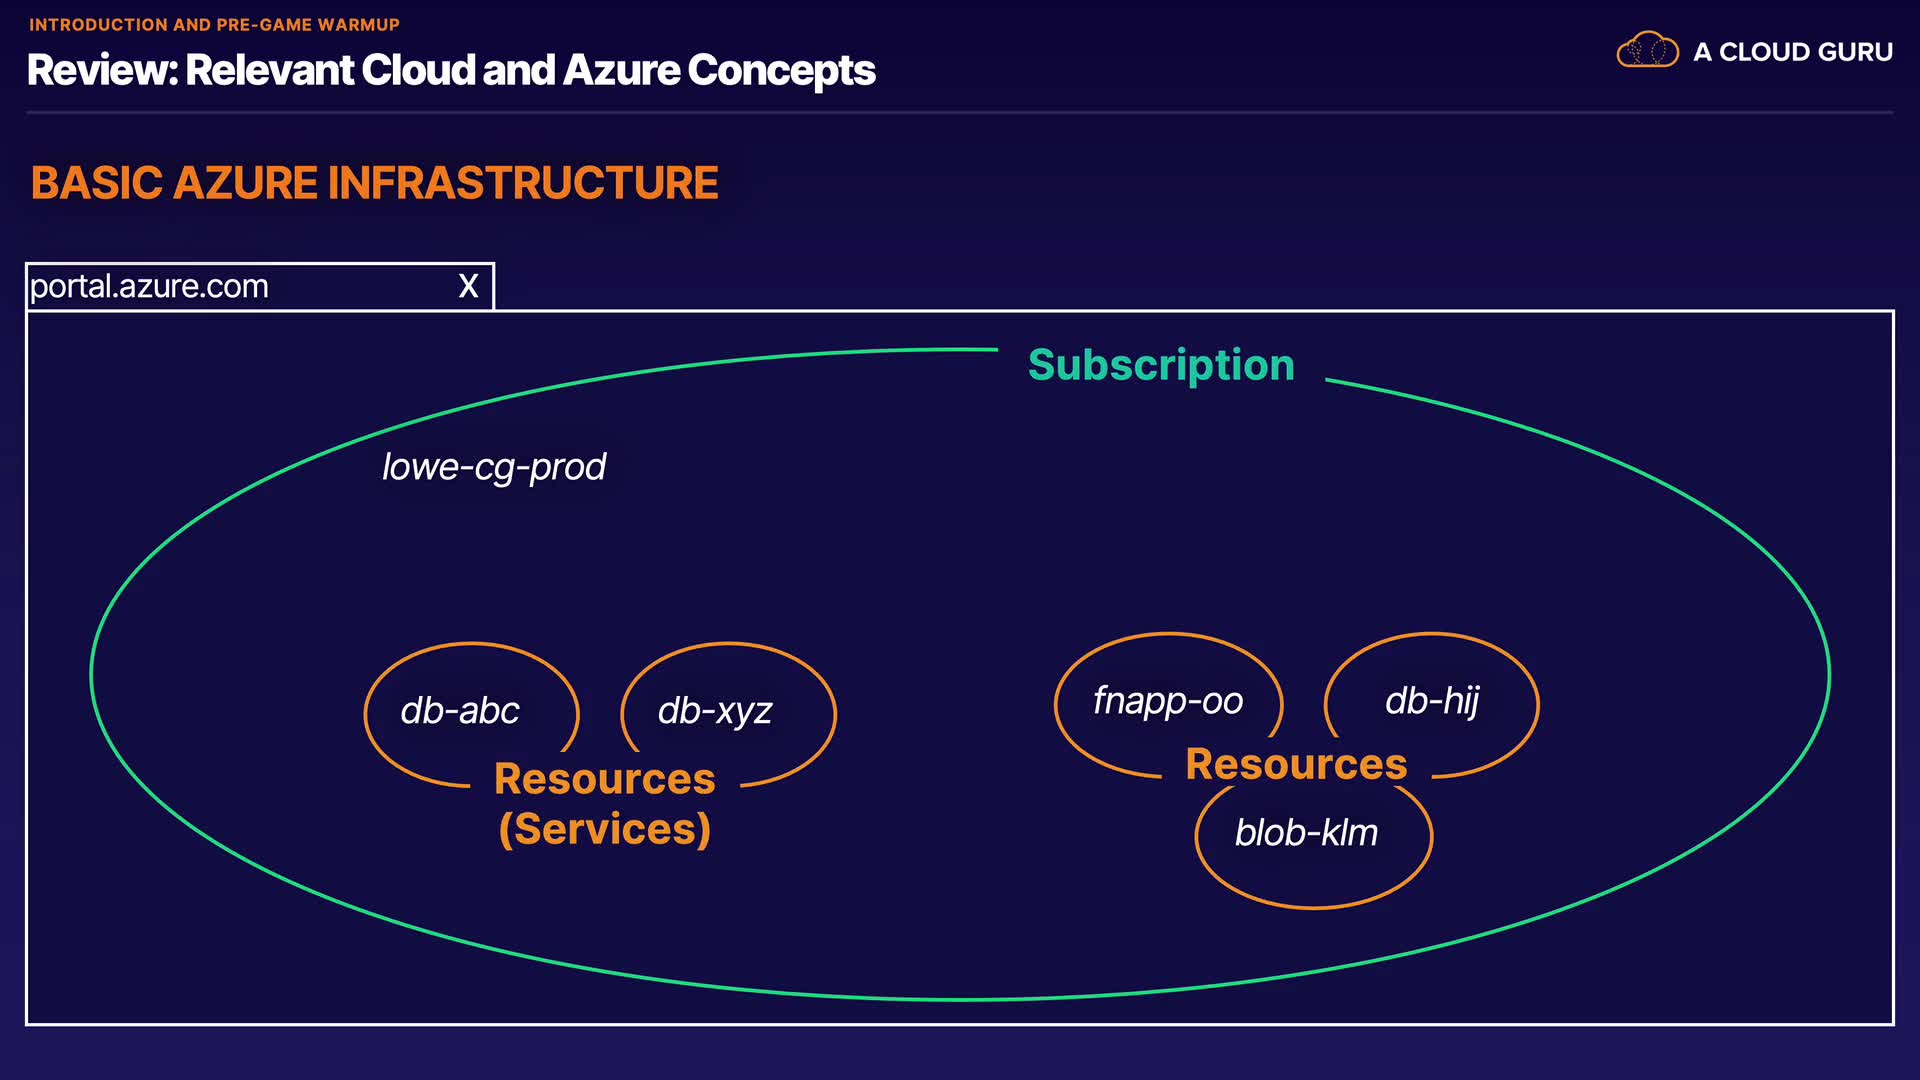 INTRODUCTION AND PRE-GAME WARMUP
Review: Relevant Cloud and Azure Concepts
A CLOUD GURU
BASIC AZURE INFRASTRUCTURE
portal.azure.com X
Subscription
lowe-cg-prod
db-abc
db-xyz
Resources
(Services)
fnapp-oo
db-hij
Resources
blob-klm